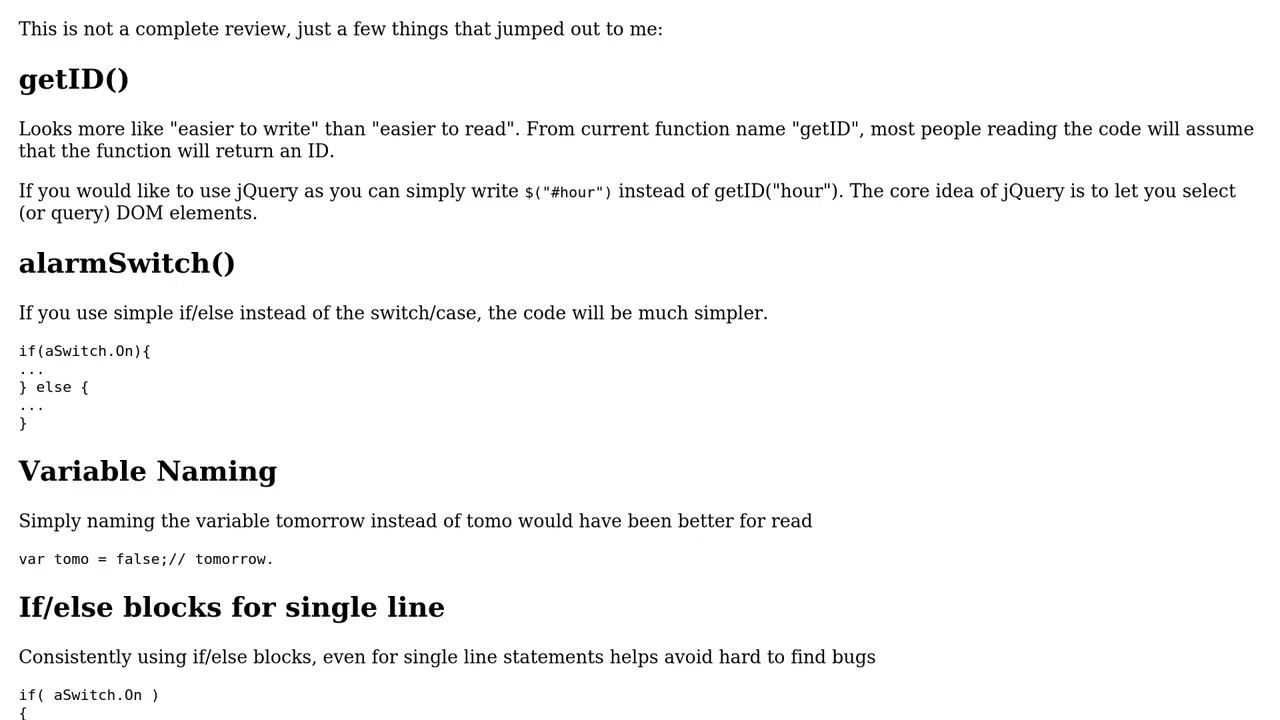 This is not a complete review, just a few things that jumped out to me:
getID()
Looks more like "easier to write" than "easier to read". From current function name "getID", most people reading the code will assume
that the function will return an ID.
If you would like to use jQuery as you can simply write $("#hour") instead of getID("hour"). The core idea of jQuery is to let you select
(or query) DOM elements.
alarmSwitch()
If you use simple if/else instead of the switch/case, the code will be much simpler.
if(aSwitch.On){
...
} else {
...
}
Variable Naming
Simply naming the variable tomorrow instead of tomo would have been better for read
var tomo = false;// tomorrow.
If/else blocks for single line
Consistently using if/else blocks, even for single line statements helps avoid hard to find bugs
if( aSwitch.On )
{